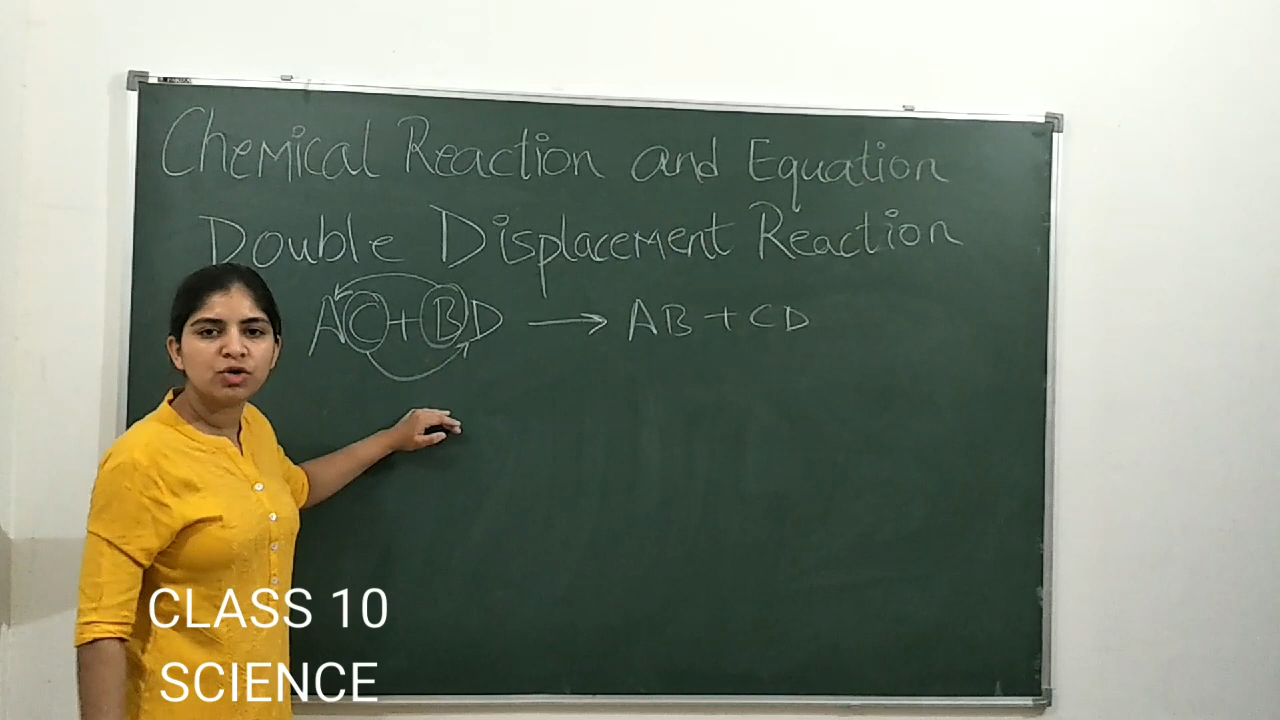 Chemical Reaction and Equation
Double Displacement Reaction
AC + BD → AB + CD
CLASS 10
SCIENCE